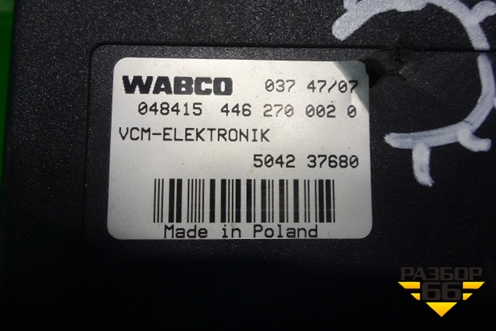 WABCO 037 47/07
048415 446 270 002 0
VCM-ELEKTRONIK
5042 37680
Made in Poland
РАЗБОР
66